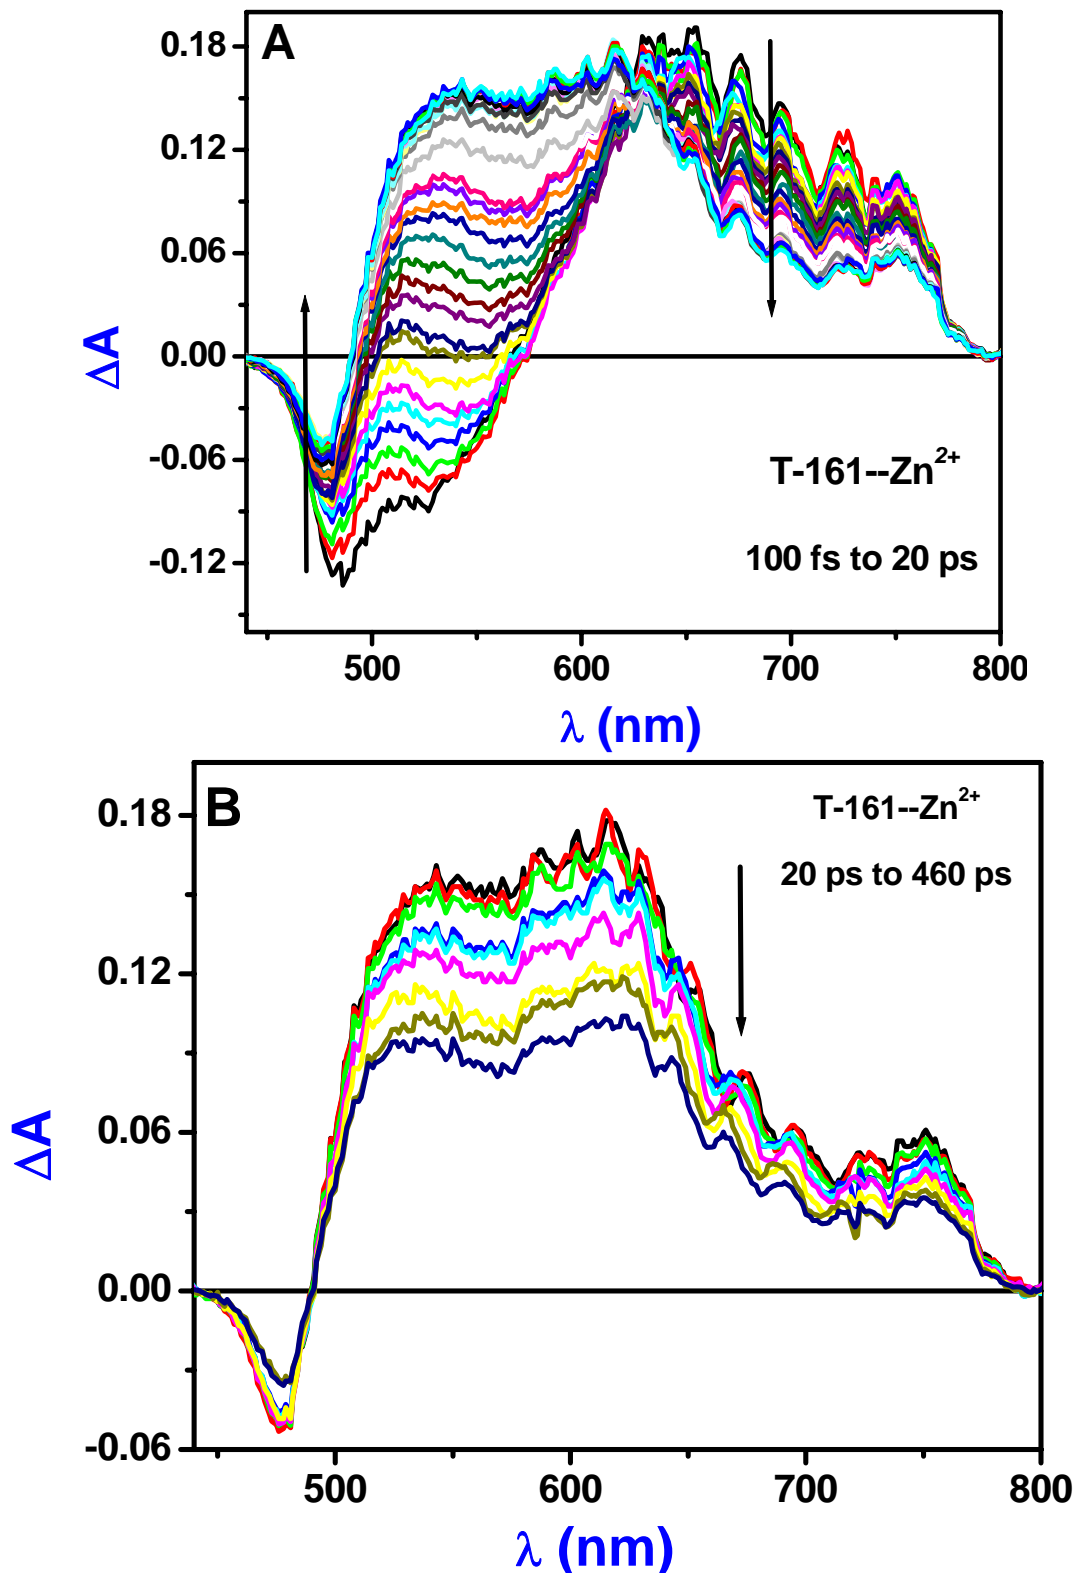 A
0.18
0.12
0.06
0.00
-0.06
-0.12
ΔA
T-161--Zn²⁺
100 fs to 20 ps
500 600 700 800
λ (nm)
B
0.18
0.12
0.06
0.00
-0.06
ΔA
T-161--Zn²⁺
20 ps to 460 ps
500 600 700 800
λ (nm)